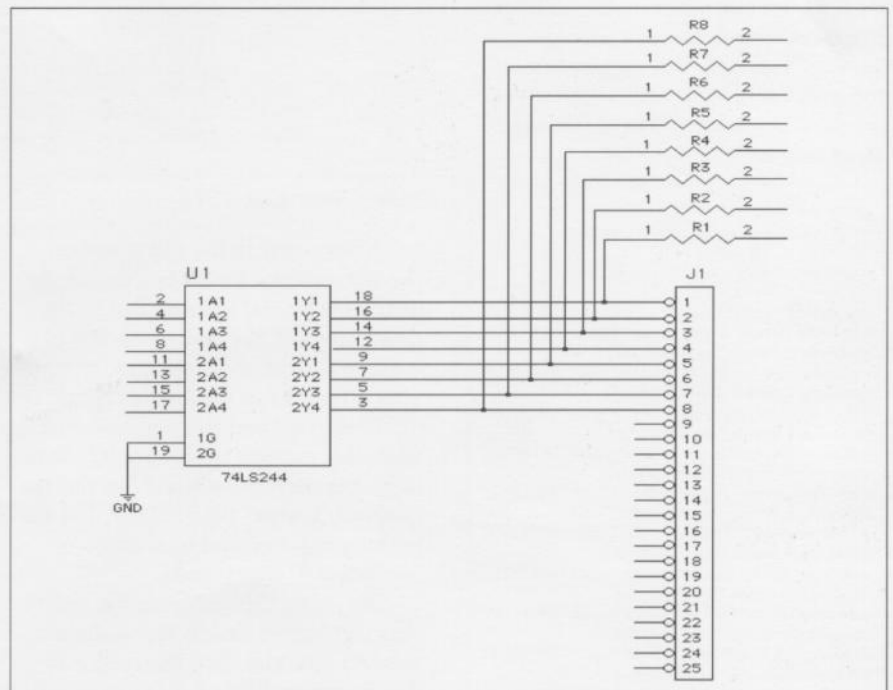 R8
1 2
R7
1 2
R6
1 2
R5
1 2
R4
1 2
R3
1 2
R2
1 2
R1
1 2
U1
J1
2 1A1 1Y1 18 1
4 1A2 1Y2 16 2
6 1A3 1Y3 14 3
8 1A4 1Y4 12 4
11 2A1 2Y1 9 5
13 2A2 2Y2 7 6
15 2A3 2Y3 5 7
17 2A4 2Y4 3 8
9
1 1G 10
19 2G 11
74LS244
12
13
GND
14
15
16
17
18
19
20
21
22
23
24
25